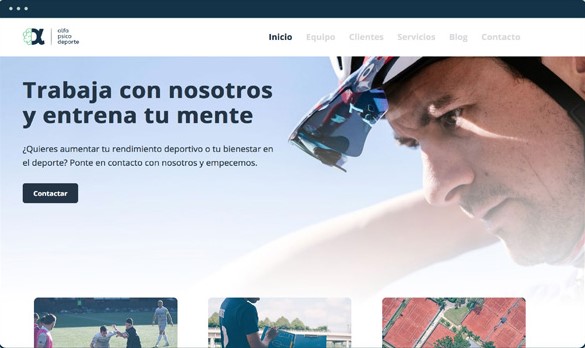 alfa
psico
deporte
Inicio Equipo Clientes Servicios Blog Contacto
Trabaja con nosotros
y entrena tu mente
¿Quieres aumentar tu rendimiento deportivo o tu bienestar en
el deporte? Ponte en contacto con nosotros y empecemos.
Contactar